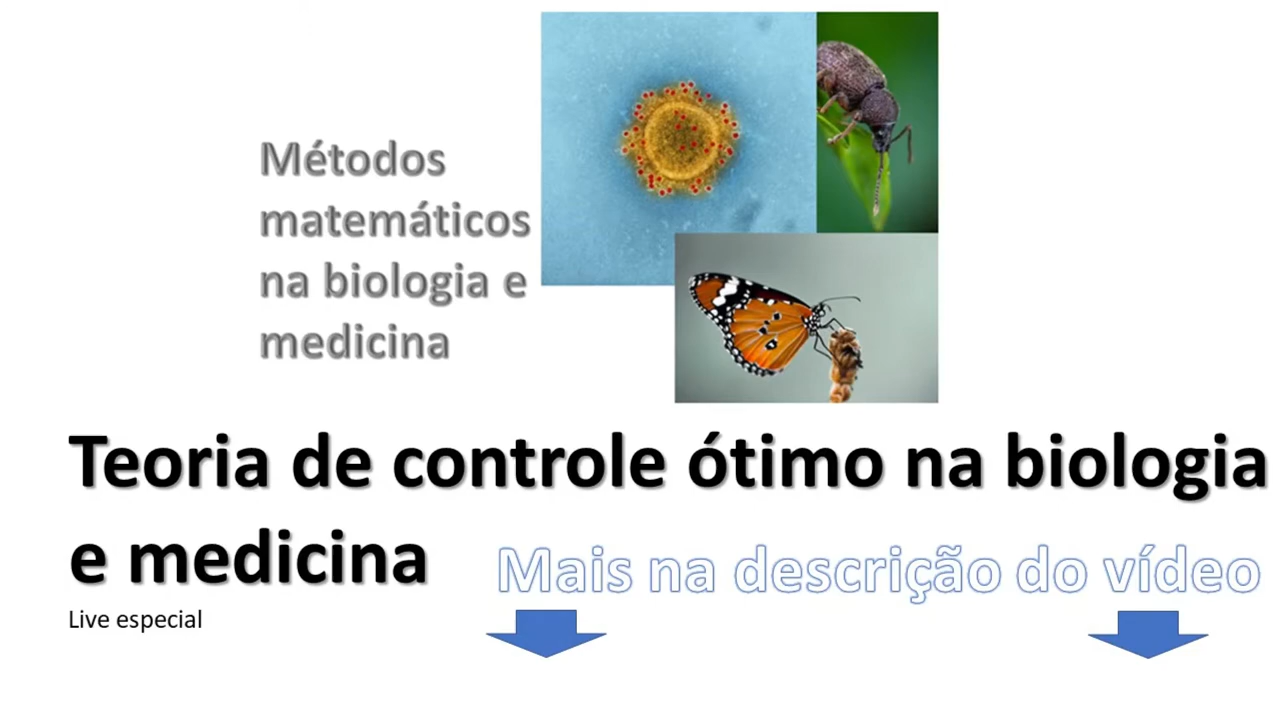 Métodos
matemáticos
na biologia e
medicina
Teoria de controle ótimo na biologia
e medicina
Mais na descrição do vídeo
Live especial